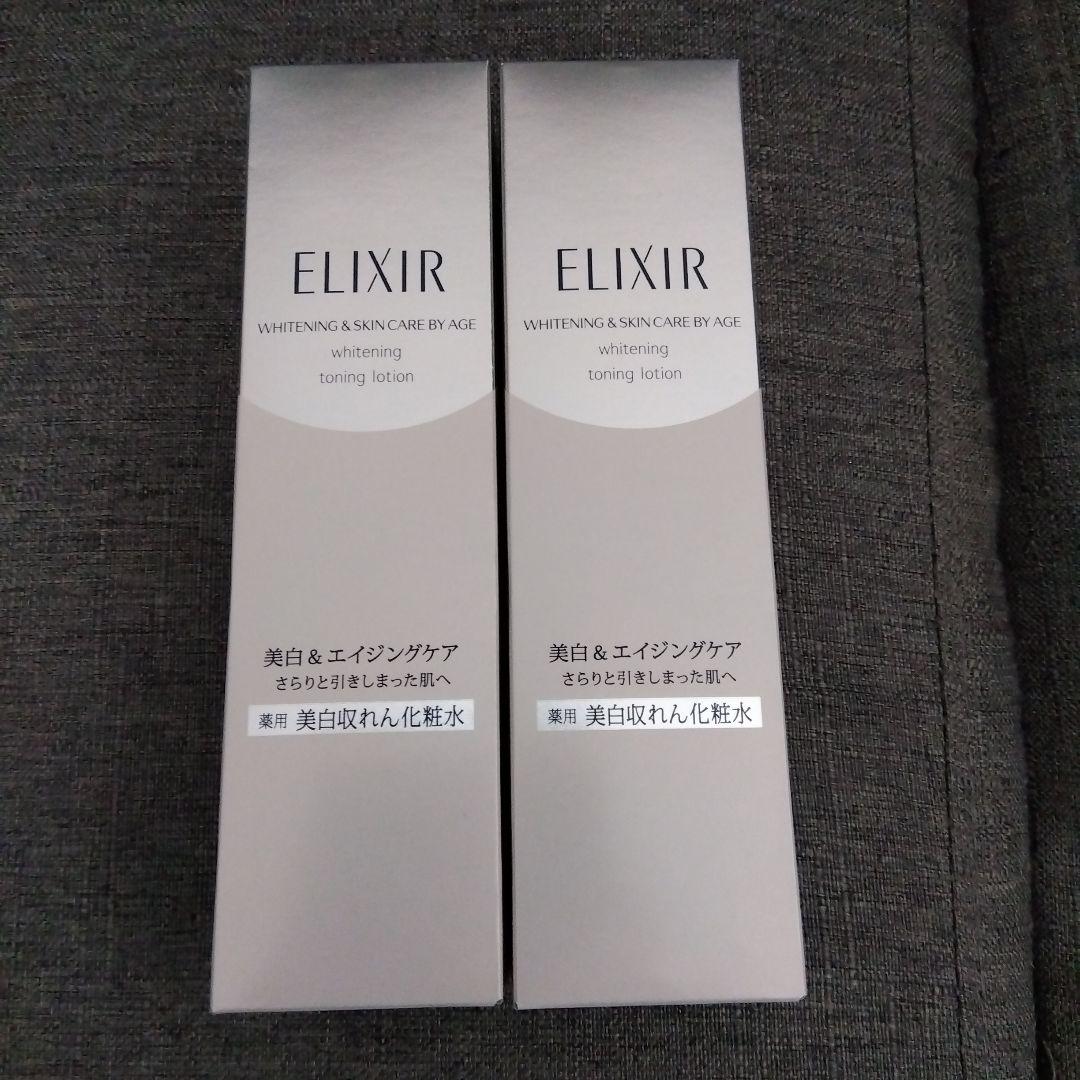 ELIXIR
WHITENING & SKIN CARE BY AGE
whitening
toning lotion
美白&エイジングケア
さらりと引きしまった肌へ
薬用 美白収れん化粧水
ELIXIR
WHITENING & SKIN CARE BY AGE
whitening
toning lotion
美白&エイジングケア
さらりと引きしまった肌へ
薬用 美白収れん化粧水